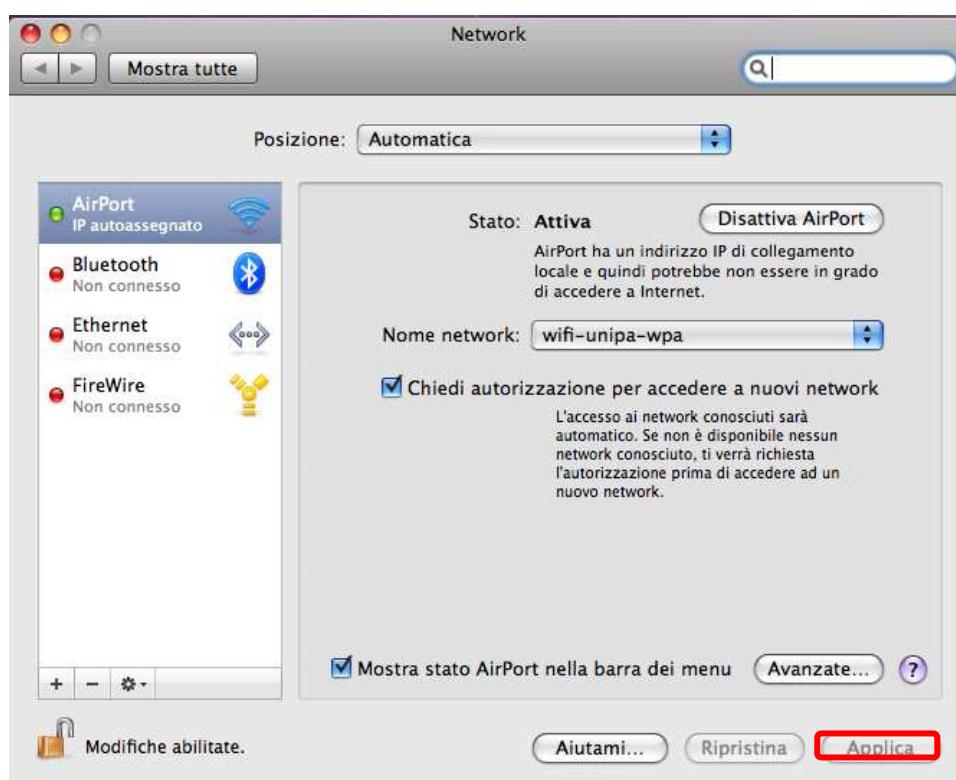 Network
Mostra tutte
Posizione: Automatica
AirPort
IP autoassegnato
Bluetooth
Non connesso
Ethernet
Non connesso
FireWire
Non connesso
Stato: Attiva
Disattiva AirPort
AirPort ha un indirizzo IP di collegamento
locale e quindi potrebbe non essere in grado
di accedere a Internet.
Nome network: wifi-unipa-wpa
Chiedi autorizzazione per accedere a nuovi network
L'accesso ai network conosciuti sarà
automatico. Se non è disponibile nessun
network conosciuto, ti verrà richiesta
l'autorizzazione prima di accedere ad un
nuovo network.
Mostra stato AirPort nella barra dei menu
Avanzate...
?
Modifiche abilitate.
Aiutami...
Ripristina
Applica